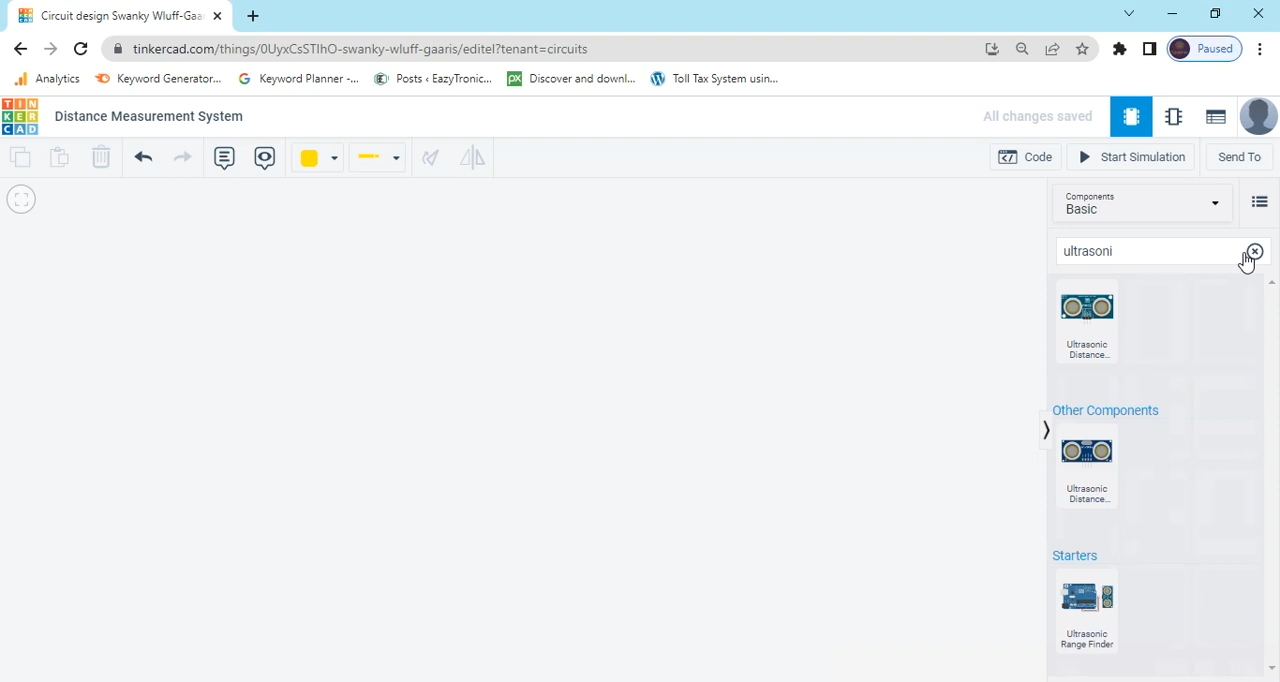 Circuit design Swanky Wluff-Gaa
tinkercad.com/things/0UyxCsSTlhO-swanky-wluff-gaaris/editel?tenant=circuits
Paused
Analytics
Keyword Generator...
Keyword Planner -...
Posts ‹ EazyTronic...
Discover and downl...
Toll Tax System usin...
TIN
KER
CAD
Distance Measurement System
All changes saved
Code
Start Simulation
Send To
Components
Basic
ultrasoni
Ultrasonic
Distance...
Other Components
Ultrasonic
Distance...
Starters
Ultrasonic
Range Finder